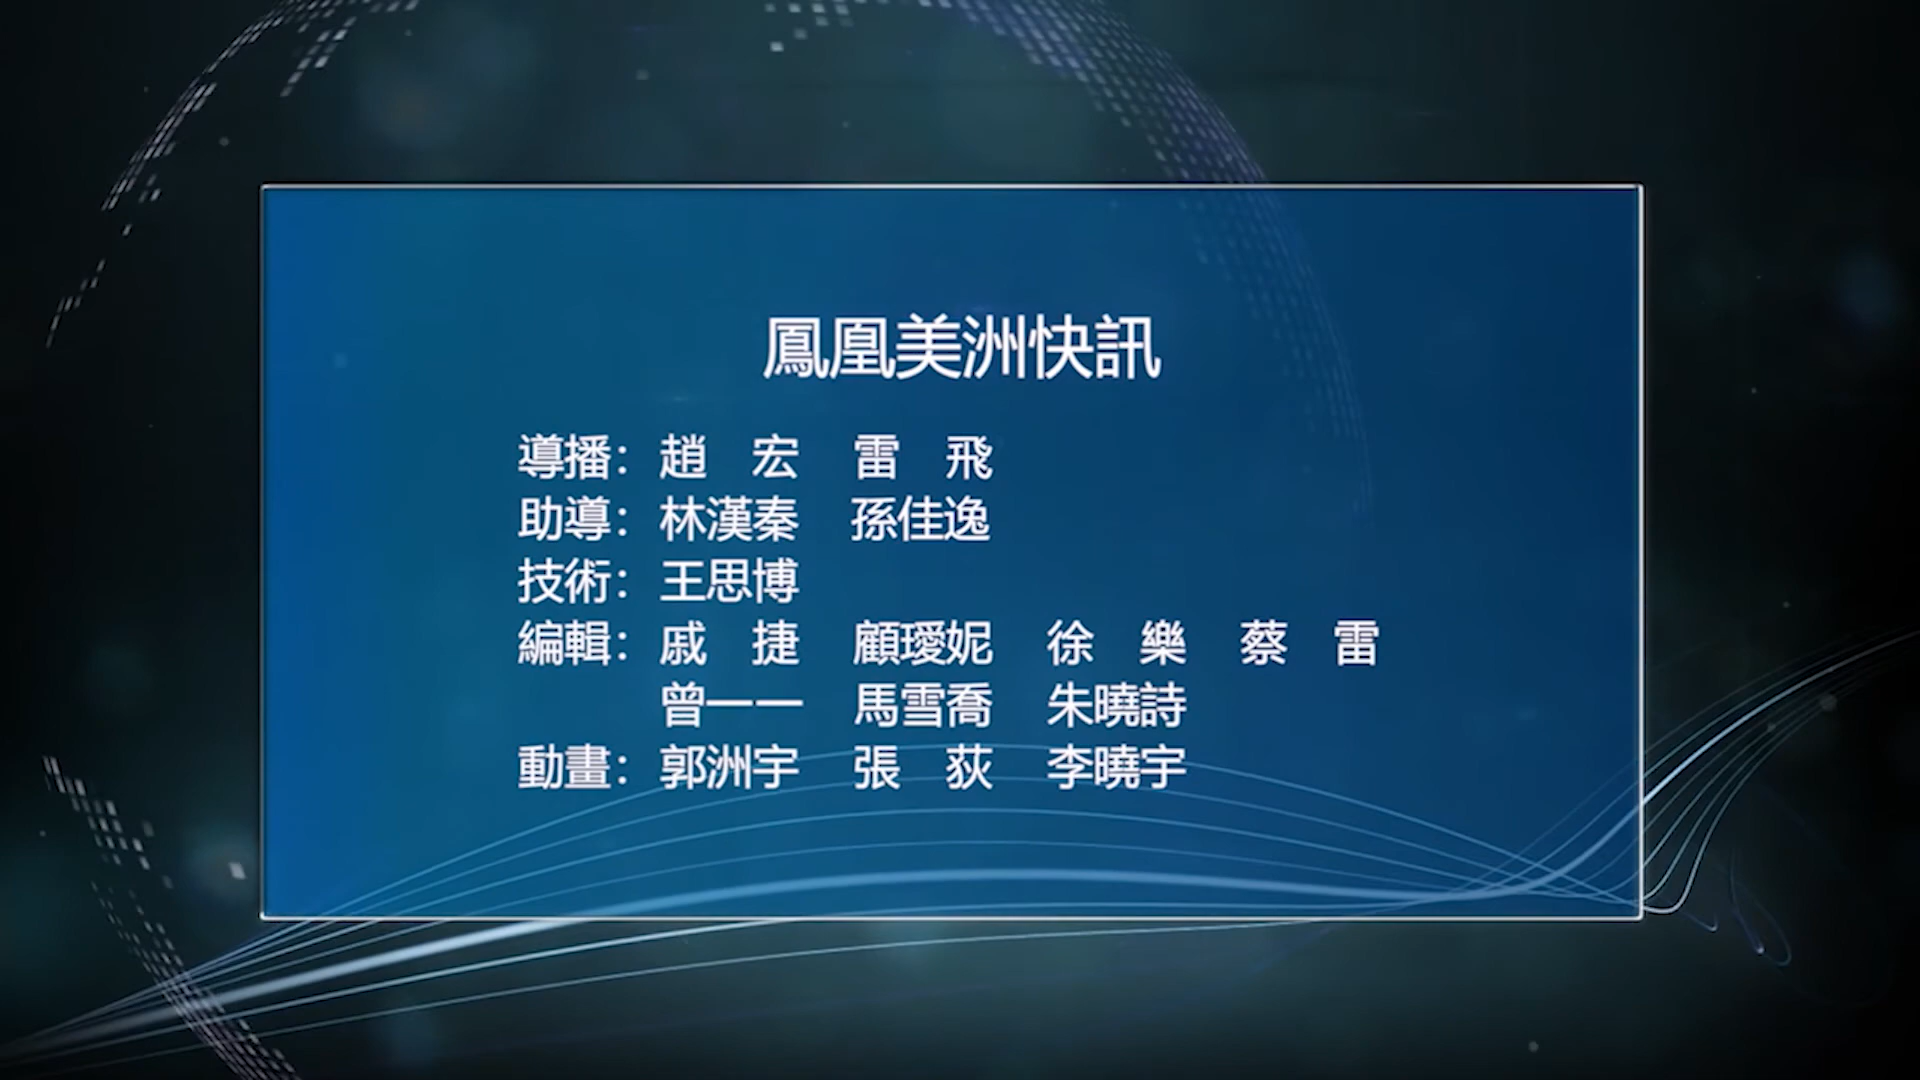 鳳凰美洲快訊
導播：趙　宏　雷　飛
助導：林漢秦　孫佳逸
技術：王思博
編輯：戚　捷　顧璦妮　徐　樂　蔡　雷
曾一一　馬雪喬　朱曉詩
動畫：郭洲宇　張　荻　李曉宇